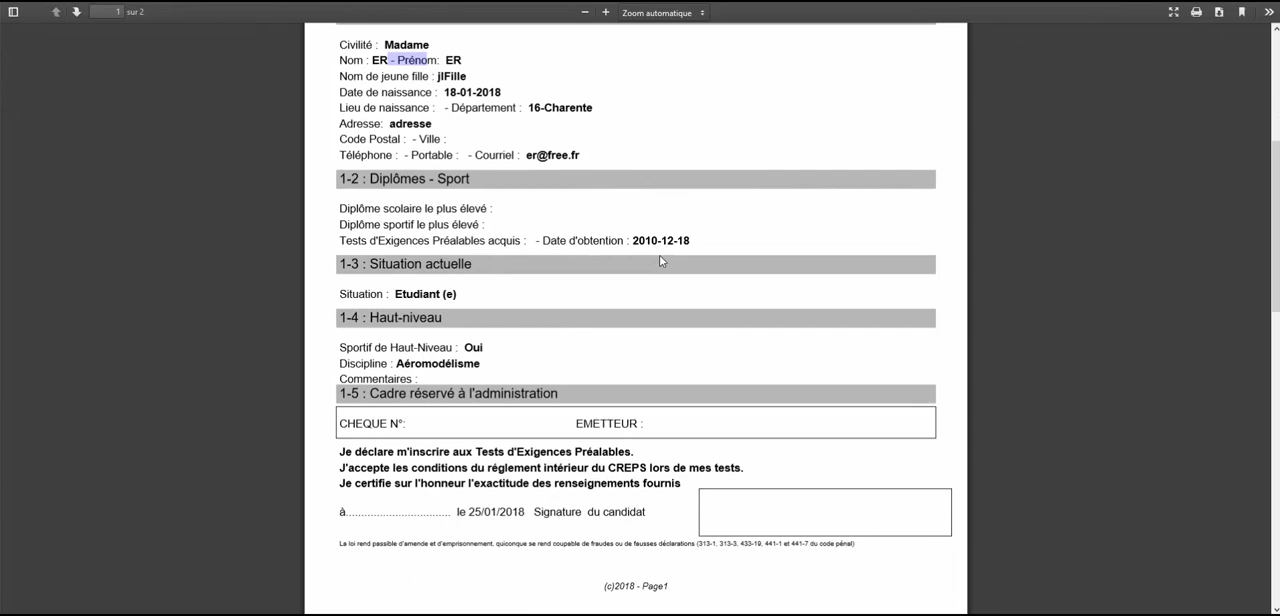 1 sur 2 Zoom automatique
Civilité : Madame
Nom : ER - Prénom: ER
Nom de jeune fille : jlFille
Date de naissance : 18-01-2018
Lieu de naissance : - Département : 16-Charente
Adresse: adresse
Code Postal : - Ville :
Téléphone : - Portable : - Courriel : er@free.fr
1-2 : Diplômes - Sport
Diplôme scolaire le plus élevé :
Diplôme sportif le plus élevé :
Tests d'Exigences Préalables acquis : - Date d'obtention : 2010-12-18
1-3 : Situation actuelle
Situation : Etudiant (e)
1-4 : Haut-niveau
Sportif de Haut-Niveau : Oui
Discipline : Aéromodélisme
Commentaires :
1-5 : Cadre réservé à l'administration
CHEQUE N°: EMETTEUR :
Je déclare m'inscrire aux Tests d'Exigences Préalables.
J'accepte les conditions du réglement intérieur du CREPS lors de mes tests.
Je certifie sur l'honneur l'exactitude des renseignements fournis
à.................................. le 25/01/2018 Signature du candidat
La loi rend passible d'amende et d'emprisonnement, quiconque se rend coupable de fraudes ou de fausses déclarations (313-1, 313-3, 433-19, 441-1 et 441-7 du code pénal)
(c)2018 - Page1